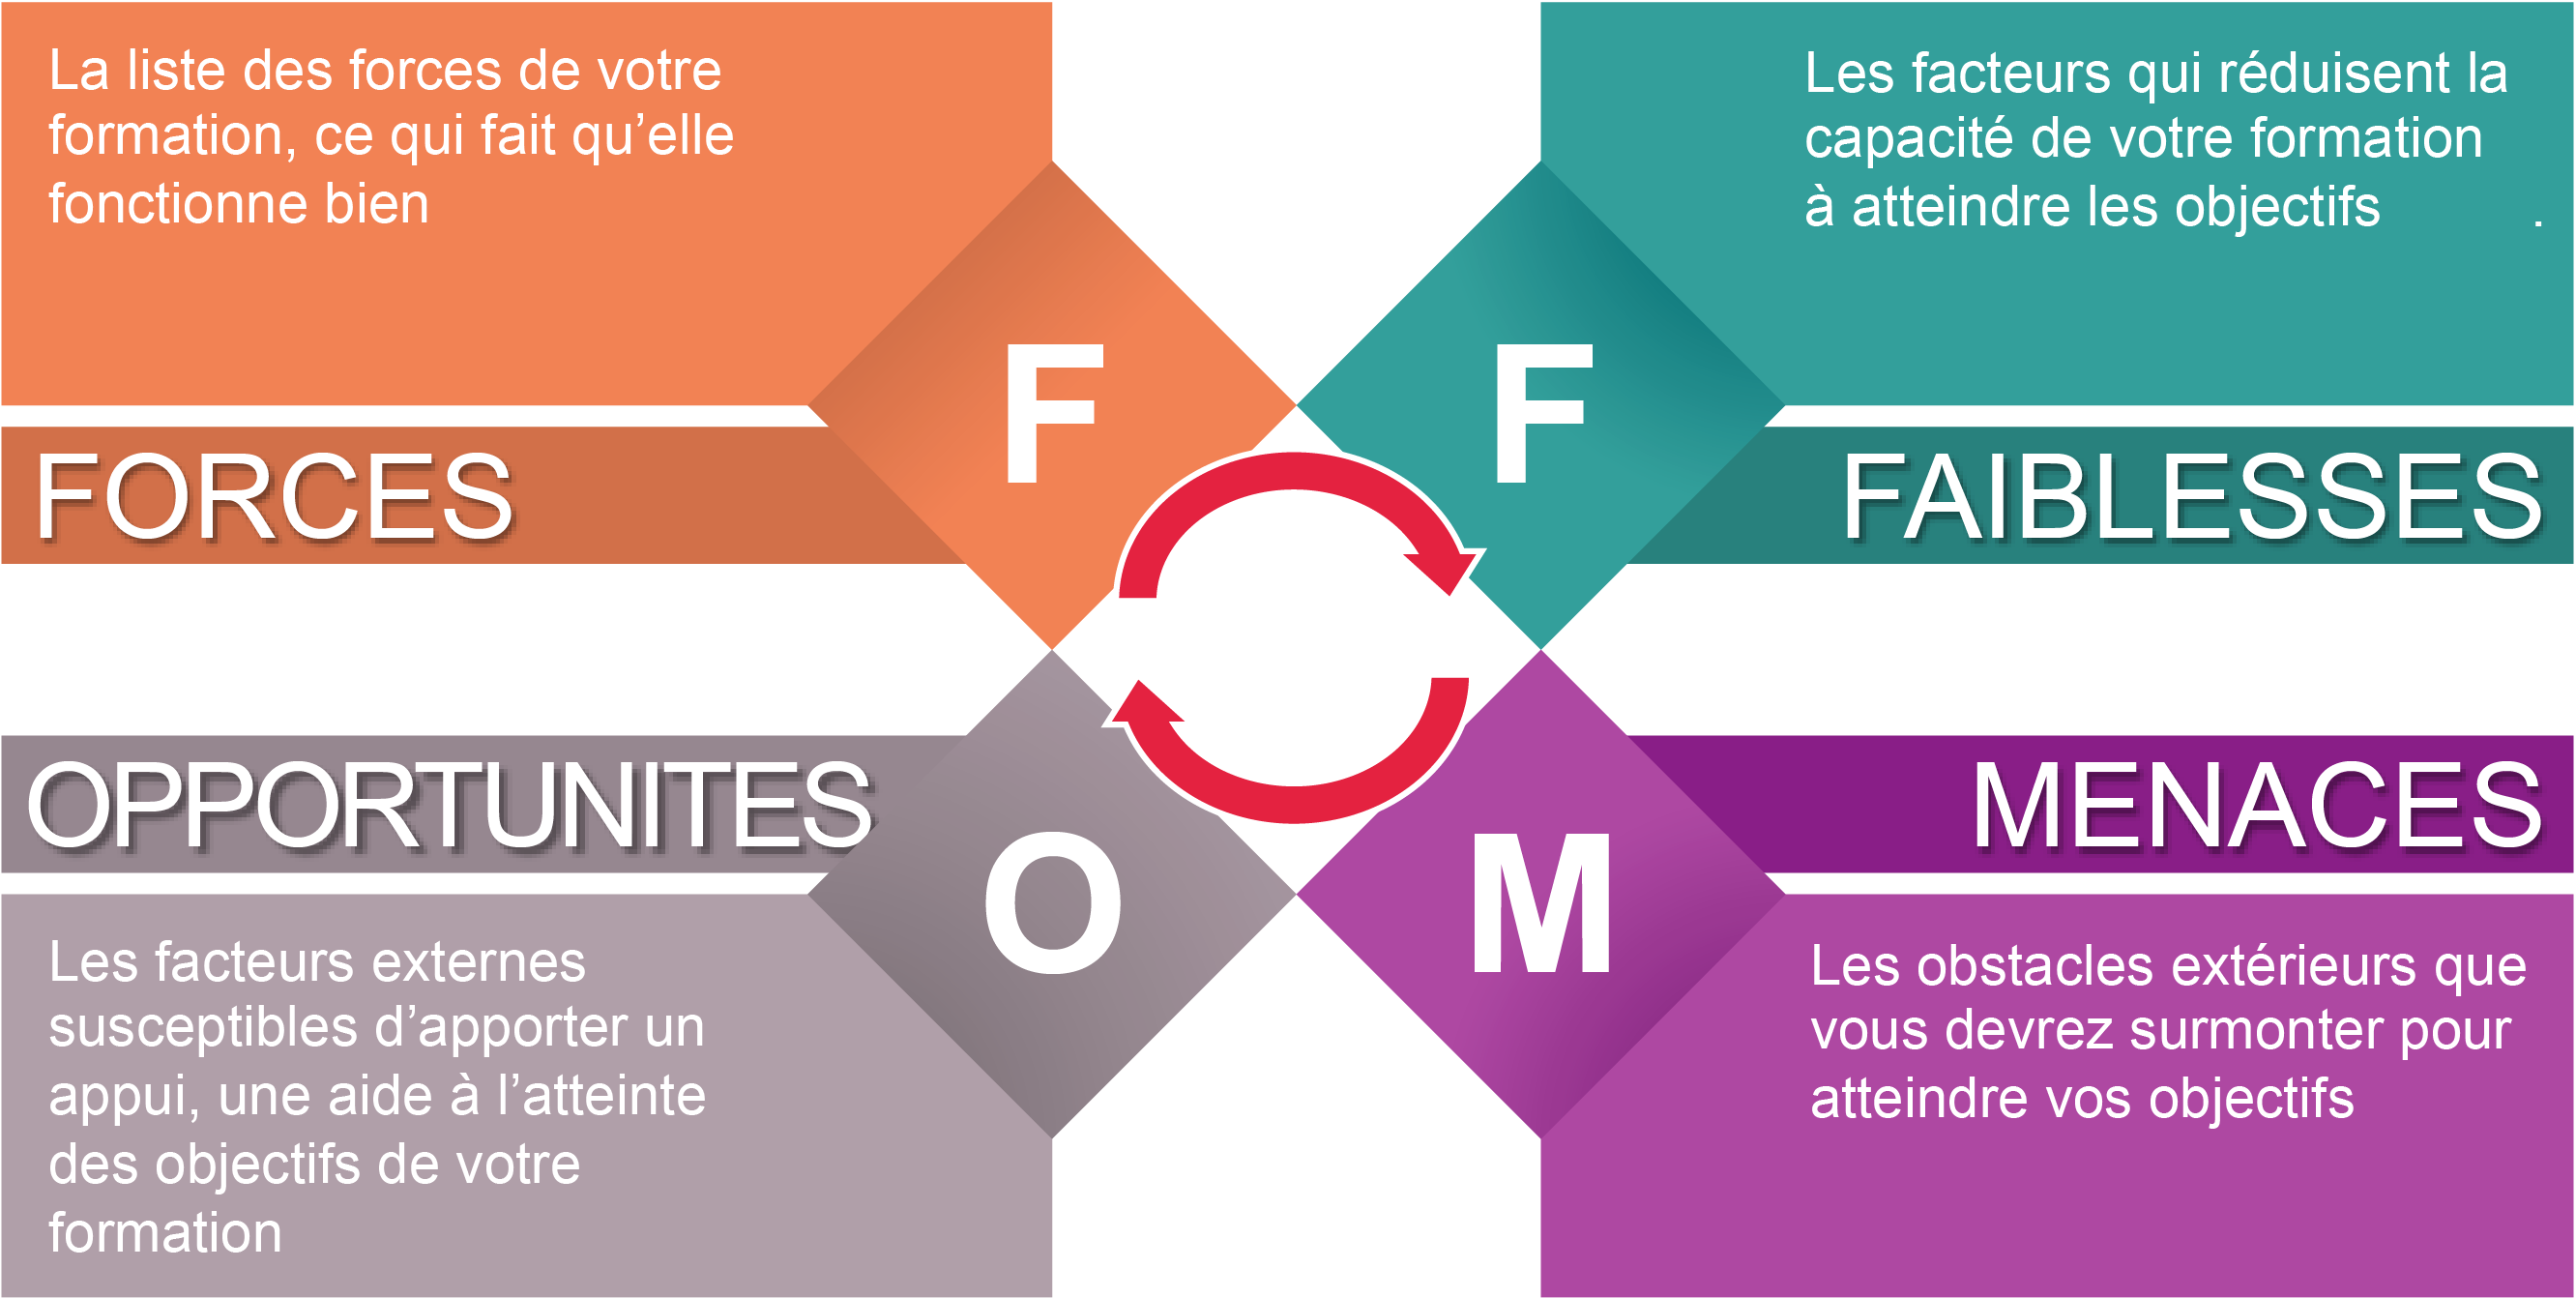 La liste des forces de votre
formation, ce qui fait qu’elle
fonctionne bien
F
FORCES
Les facteurs qui réduisent la
capacité de votre formation
à atteindre les objectifs .
F
FAIBLESSES
OPPORTUNITES
O
Les facteurs externes
susceptibles d’apporter un
appui, une aide à l’atteinte
des objectifs de votre
formation
MENACES
M
Les obstacles extérieurs que
vous devrez surmonter pour
atteindre vos objectifs